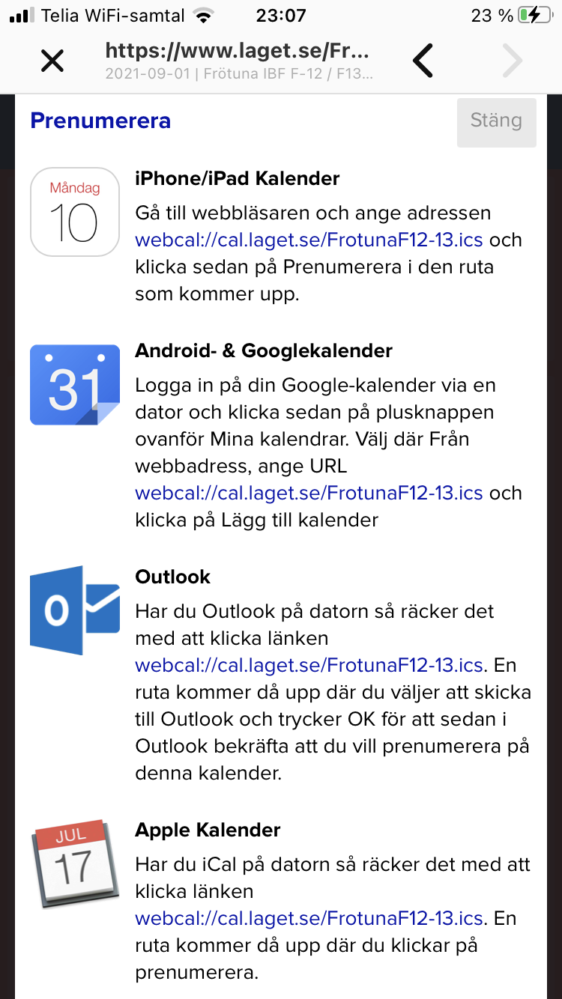 Telia WiFi-samtal 23:07 23 %
https://www.laget.se/Fr...
2021-09-01 | Frötuna IBF F-12 / F13...
Prenumerera Stäng
iPhone/iPad Kalender
Måndag
10
Gå till webbläsaren och ange adressen
webcal://cal.laget.se/FrotunaF12-13.ics och
klicka sedan på Prenumerera i den ruta
som kommer upp.
Android- & Googlekalender
31
Logga in på din Google-kalender via en
dator och klicka sedan på plusknappen
ovanför Mina kalendrar. Välj där Från
webbadress, ange URL
webcal://cal.laget.se/FrotunaF12-13.ics och
klicka på Lägg till kalender
Outlook
O
Har du Outlook på datorn så räcker det
med att klicka länken
webcal://cal.laget.se/FrotunaF12-13.ics. En
ruta kommer då upp där du väljer att skicka
till Outlook och trycker OK för att sedan i
Outlook bekräfta att du vill prenumerera på
denna kalender.
Apple Kalender
JUL
17
Har du iCal på datorn så räcker det med att
klicka länken
webcal://cal.laget.se/FrotunaF12-13.ics. En
ruta kommer då upp där du klickar på
prenumerera.